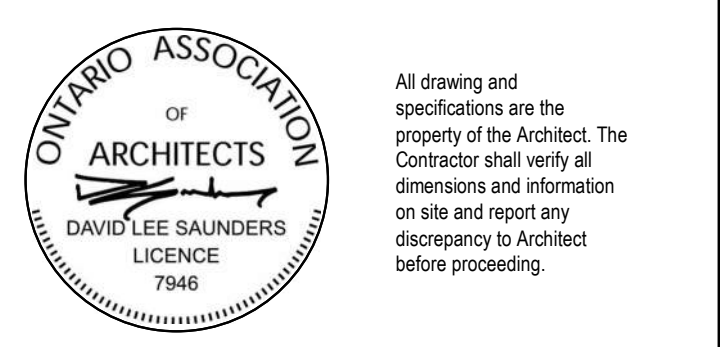 ONTARIO ASSOCIATION
OF
ARCHITECTS
DAVID LEE SAUNDERS
LICENCE
7946
All drawing and
specifications are the
property of the Architect. The
Contractor shall verify all
dimensions and information
on site and report any
discrepancy to Architect
before proceeding.